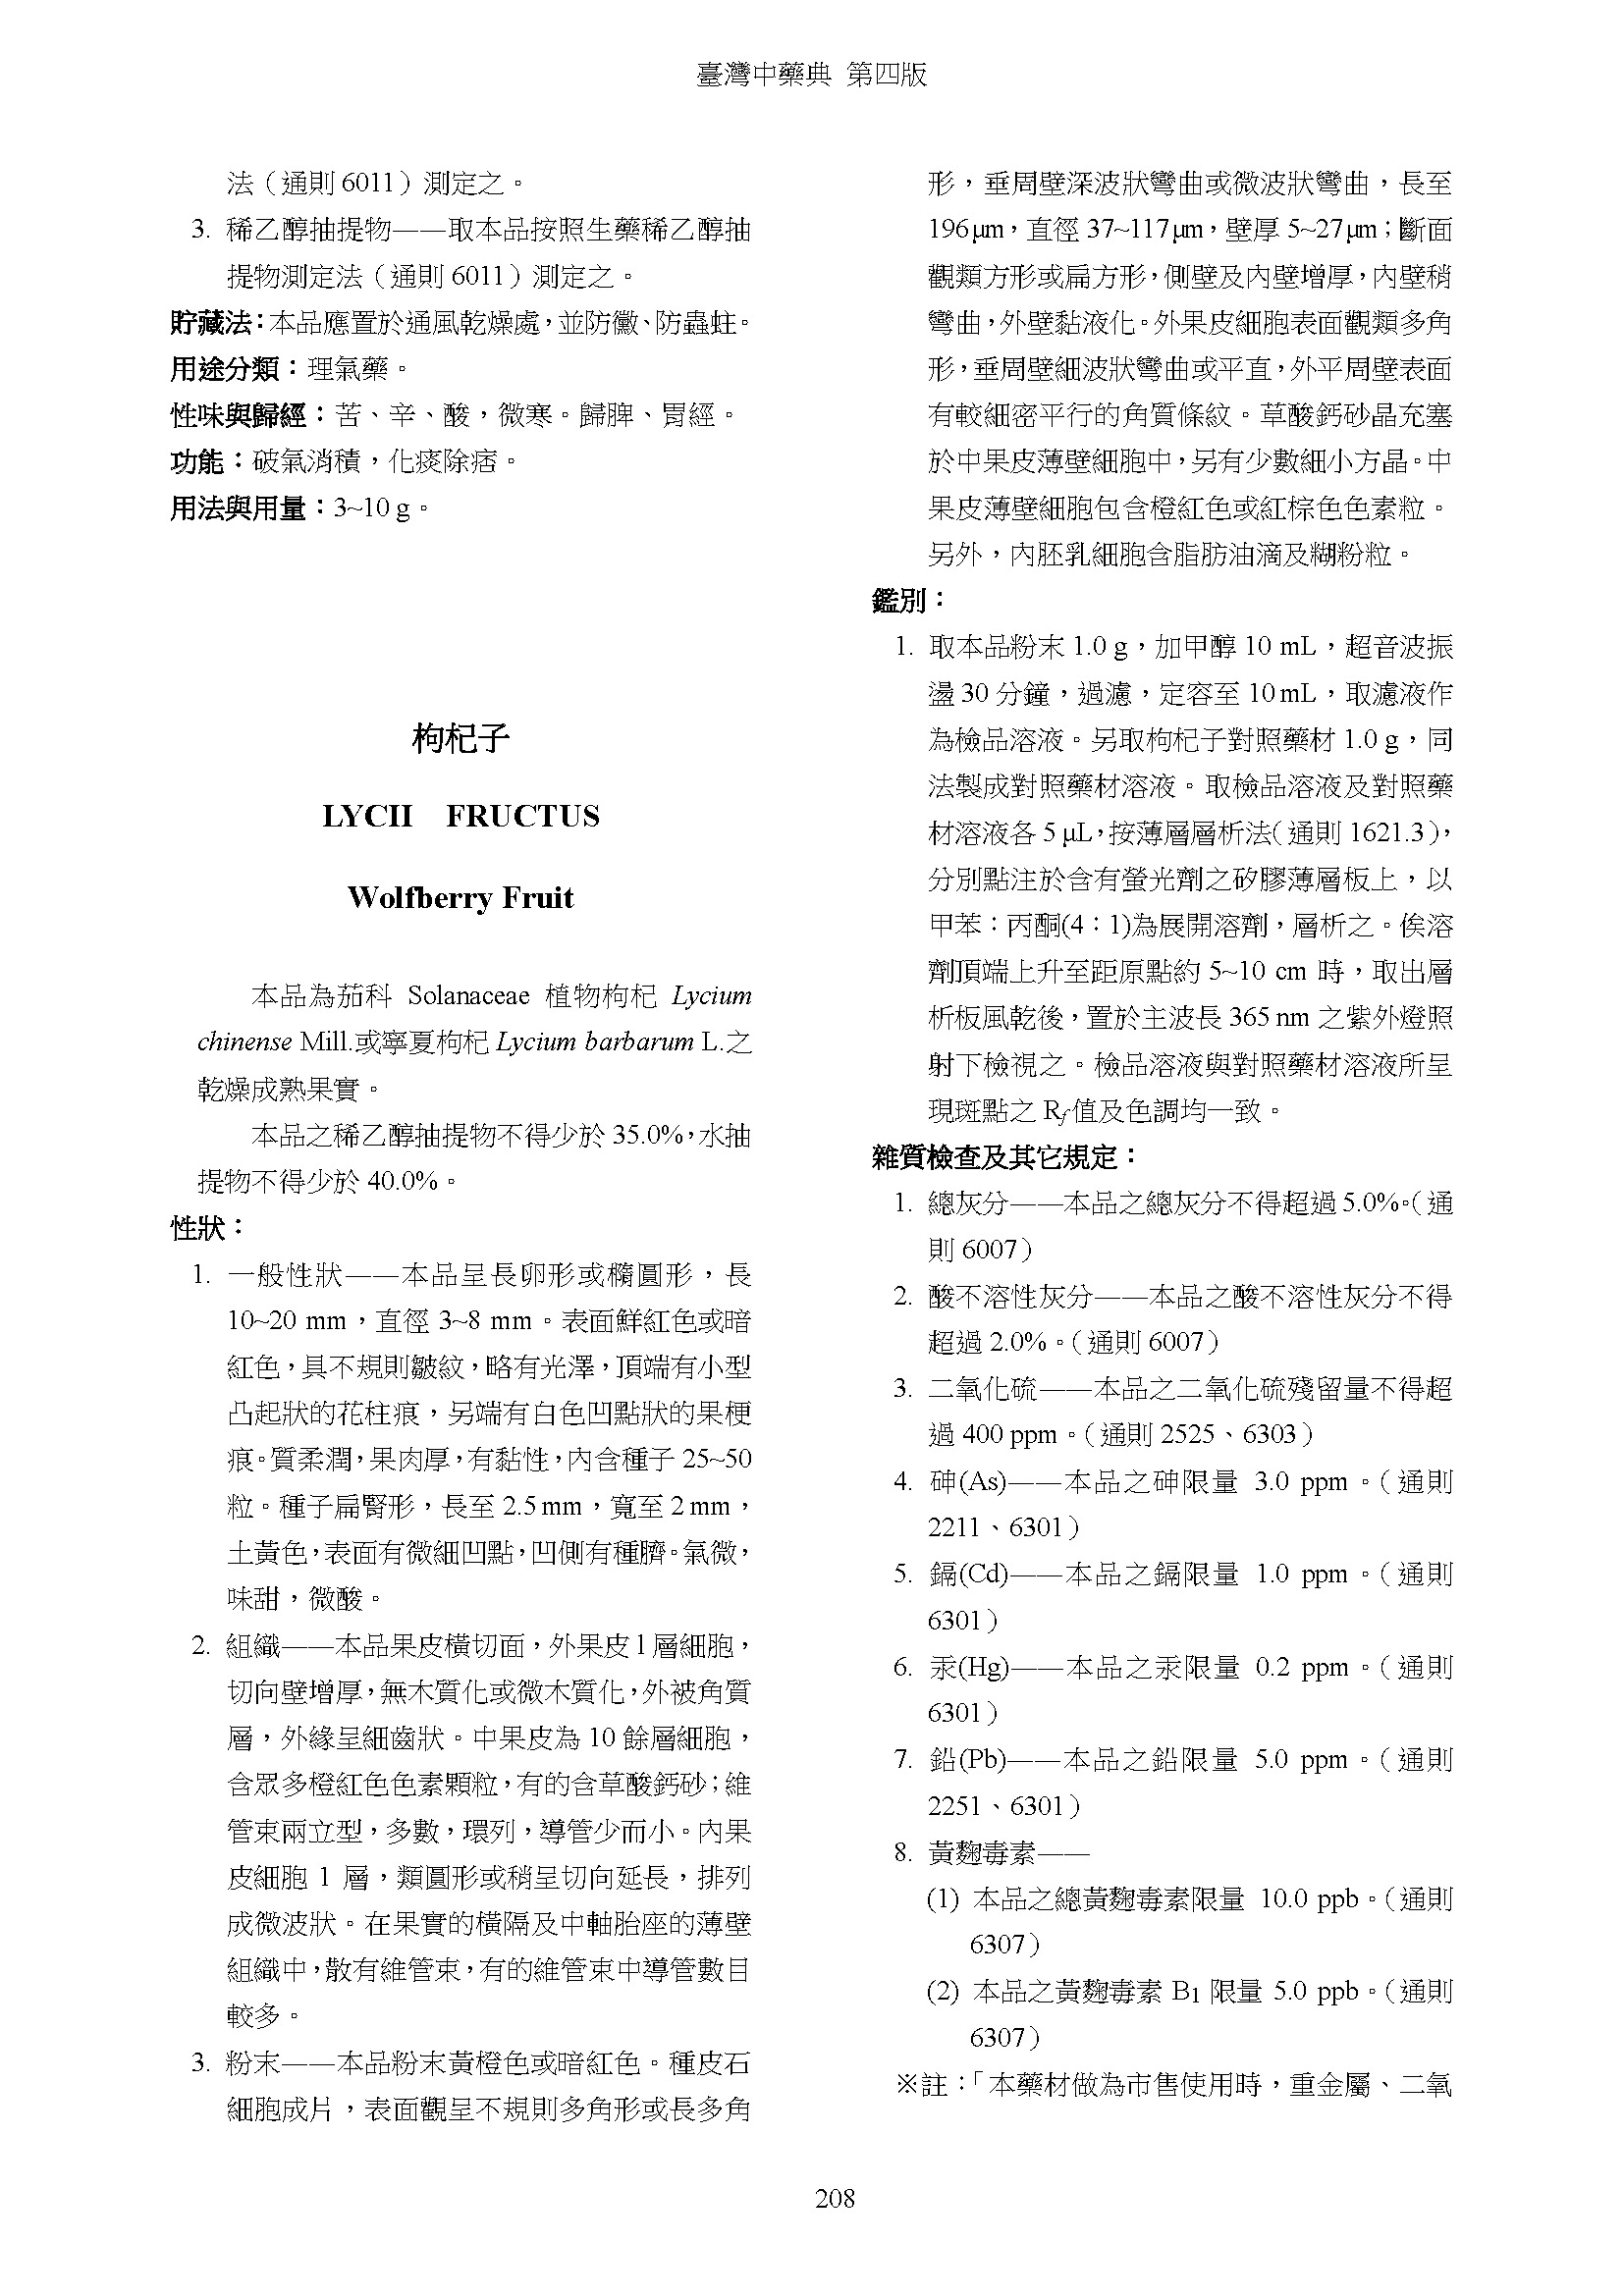 臺灣中藥典 第四版
法（通則 6011）測定之。
3. 稀乙醇抽提物——取本品按照生藥稀乙醇抽
提物測定法（通則 6011）測定之。
貯藏法：本品應置於通風乾燥處，並防黴、防蟲蛀。
用途分類：理氣藥。
性味與歸經：苦、辛、酸，微寒。歸脾、胃經。
功能：破氣消積，化痰除痞。
用法與用量：3~10 g。
枸杞子
LYCII FRUCTUS
Wolfberry Fruit
本品為茄科 Solanaceae 植物枸杞 Lycium
chinense Mill.或寧夏枸杞 Lycium barbarum L.之
乾燥成熟果實。
本品之稀乙醇抽提物不得少於 35.0%，水抽
提物不得少於 40.0%。
性狀：
1. 一般性狀——本品呈長卵形或橢圓形，長
10~20 mm，直徑 3~8 mm。表面鮮紅色或暗
紅色，具不規則皺紋，略有光澤，頂端有小型
凸起狀的花柱痕，另端有白色凹點狀的果梗
痕。質柔潤，果肉厚，有黏性，內含種子 25~50
粒。種子扁腎形，長至 2.5 mm，寬至 2 mm，
土黃色，表面有微細凹點，凹側有種臍。氣微，
味甜，微酸。
2. 組織——本品果皮橫切面，外果皮 1 層細胞，
切向壁增厚，無木質化或微木質化，外被角質
層，外緣呈細齒狀。中果皮為 10 餘層細胞，
含眾多橙紅色色素顆粒，有的含草酸鈣砂；維
管束兩立型，多數，環列，導管少而小。內果
皮細胞 1 層，類圓形或稍呈切向延長，排列
成微波狀。在果實的橫隔及中軸胎座的薄壁
組織中，散有維管束，有的維管束中導管數目
較多。
3. 粉末——本品粉末黃橙色或暗紅色。種皮石
細胞成片，表面觀呈不規則多角形或長多角
形，垂周壁深波狀彎曲或微波狀彎曲，長至
196 μm，直徑 37~117 μm，壁厚 5~27 μm；斷面
觀類方形或扁方形，側壁及內壁增厚，內壁稍
彎曲，外壁黏液化。外果皮細胞表面觀類多角
形，垂周壁細波狀彎曲或平直，外平周壁表面
有較細密平行的角質條紋。草酸鈣砂晶充塞
於中果皮薄壁細胞中，另有少數細小方晶。中
果皮薄壁細胞包含橙紅色或紅棕色色素粒。
另外，內胚乳細胞含脂肪油滴及糊粉粒。
鑑別：
1. 取本品粉末 1.0 g，加甲醇 10 mL，超音波振
盪 30 分鐘，過濾，定容至 10 mL，取濾液作
為檢品溶液。另取枸杞子對照藥材 1.0 g，同
法製成對照藥材溶液。取檢品溶液及對照藥
材溶液各 5 μL，按薄層層析法（通則 1621.3），
分別點注於含有螢光劑之矽膠薄層板上，以
甲苯：丙酮(4：1)為展開溶劑，層析之。俟溶
劑頂端上升至距原點約 5~10 cm 時，取出層
析板風乾後，置於主波長 365 nm 之紫外燈照
射下檢視之。檢品溶液與對照藥材溶液所呈
現斑點之 Rf 值及色調均一致。
雜質檢查及其它規定：
1. 總灰分——本品之總灰分不得超過 5.0%。（通
則 6007）
2. 酸不溶性灰分——本品之酸不溶性灰分不得
超過 2.0%。（通則 6007）
3. 二氧化硫——本品之二氧化硫殘留量不得超
過 400 ppm。（通則 2525、6303）
4. 砷(As)——本品之砷限量 3.0 ppm。（通則
2211、6301）
5. 鎘(Cd)——本品之鎘限量 1.0 ppm。（通則
6301）
6. 汞(Hg)——本品之汞限量 0.2 ppm。（通則
6301）
7. 鉛(Pb)——本品之鉛限量 5.0 ppm。（通則
2251、6301）
8. 黃麴毒素——
(1) 本品之總黃麴毒素限量 10.0 ppb。（通則
6307）
(2) 本品之黃麴毒素 B1 限量 5.0 ppb。（通則
6307）
※註：「本藥材做為市售使用時，重金屬、二氧
208